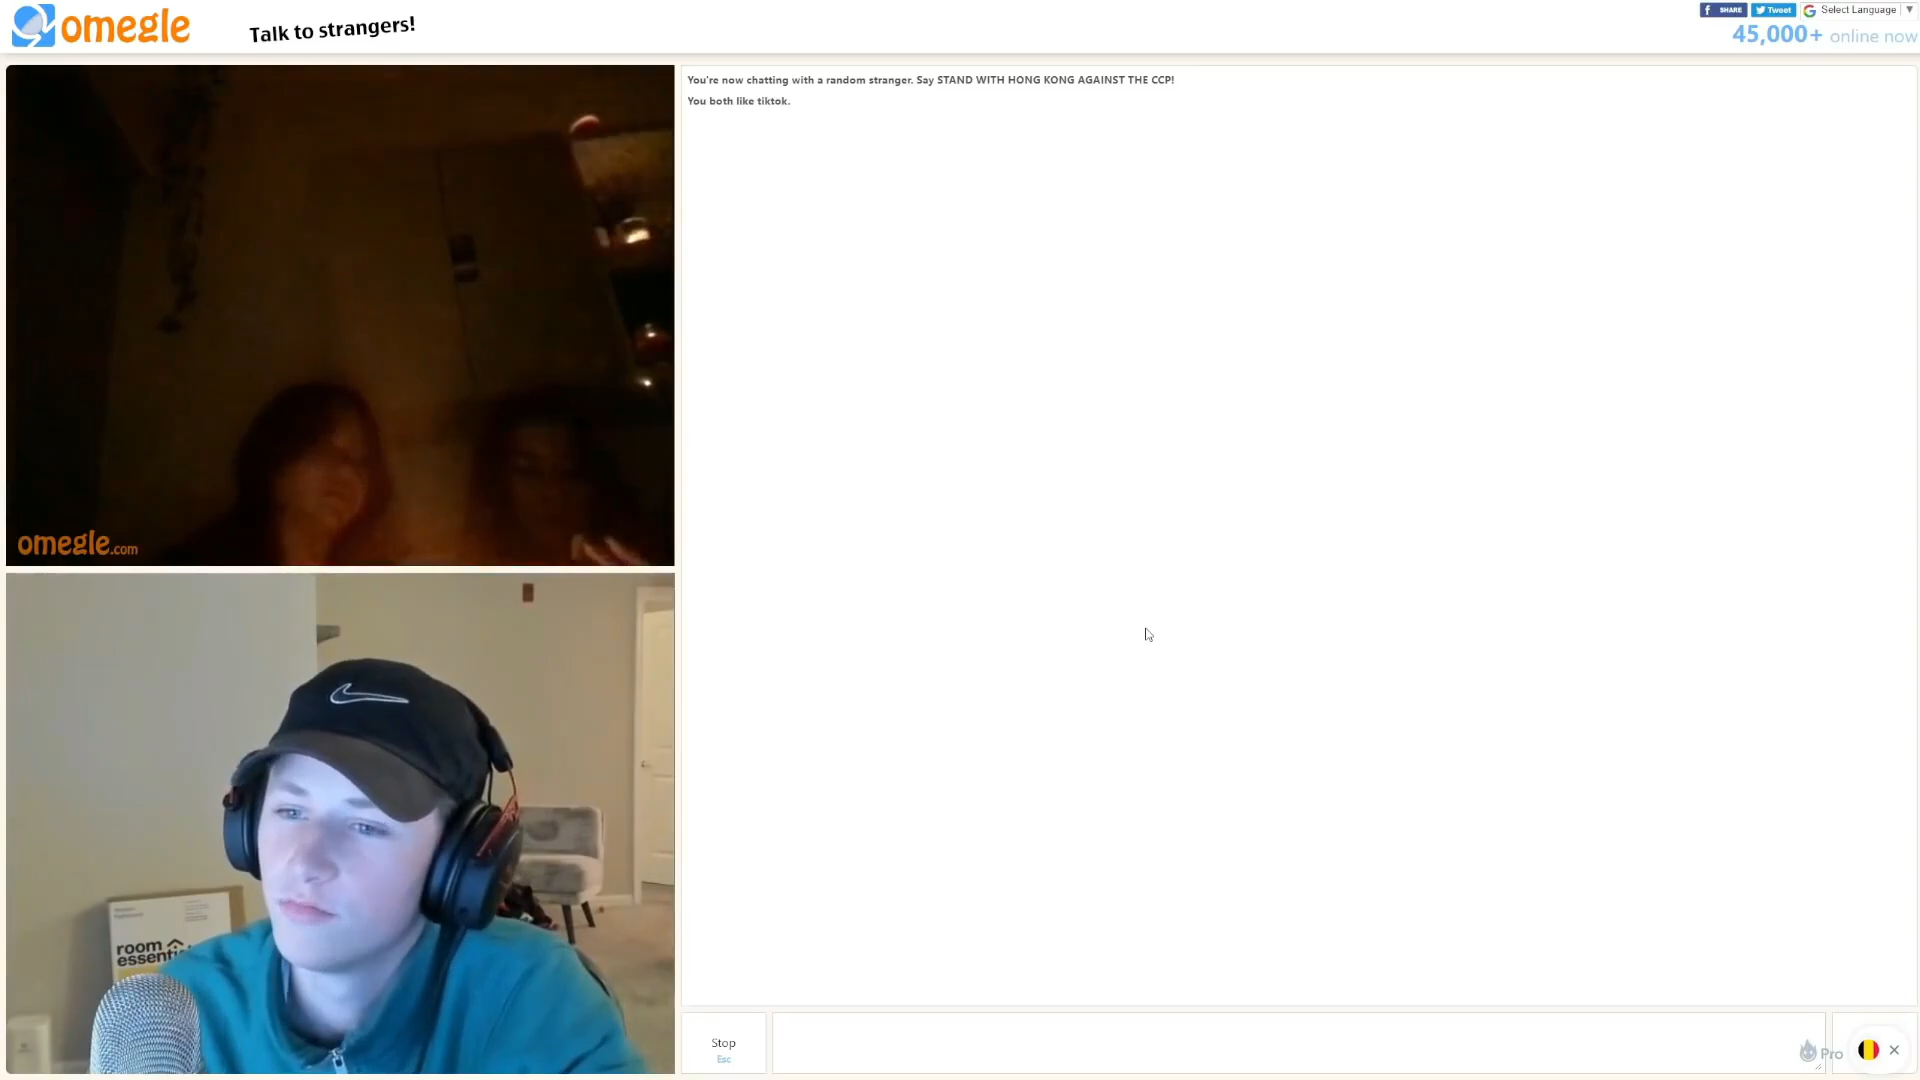 omegle
Talk to strangers!
SHARE
Tweet
Select Language
45,000+ online now
You're now chatting with a random stranger. Say STAND WITH HONG KONG AGAINST THE CCP!
You both like tiktok.
omegle.com
room
essenti
Stop
Esc
Pro